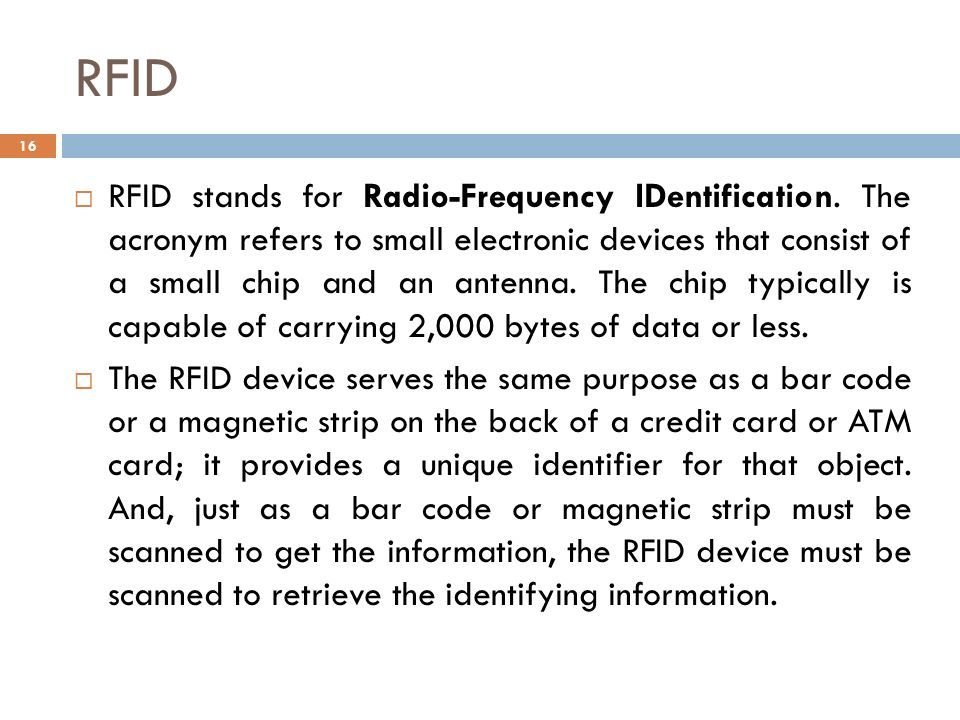 RFID
16
RFID stands for Radio-Frequency IDentification. The
acronym refers to small electronic devices that consist of
a small chip and an antenna. The chip typically is
capable of carrying 2,000 bytes of data or less.
The RFID device serves the same purpose as a bar code
or a magnetic strip on the back of a credit card or ATM
card; it provides a unique identifier for that object.
And, just as a bar code or magnetic strip must be
scanned to get the information, the RFID device must be
scanned to retrieve the identifying information.